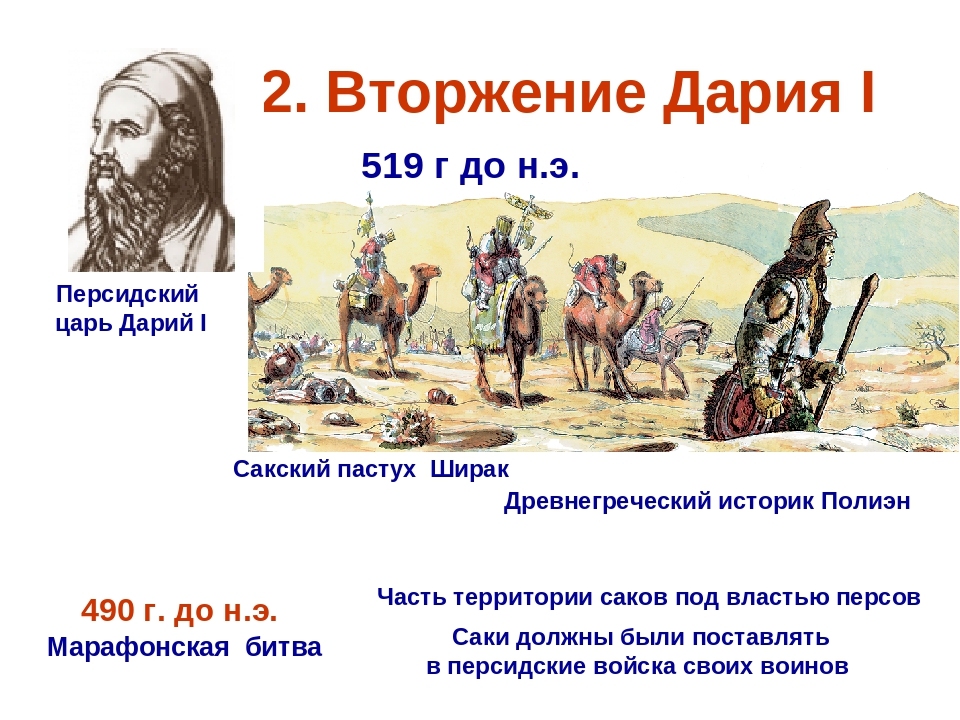 2. Вторжение Дария I
519 г до н.э.
Персидский
царь Дарий I
Сакский пастух Ширак
Древнегреческий историк Полиэн
490 г. до н.э.
Марафонская битва
Часть территории саков под властью персов
Саки должны были поставлять
в персидские войска своих воинов